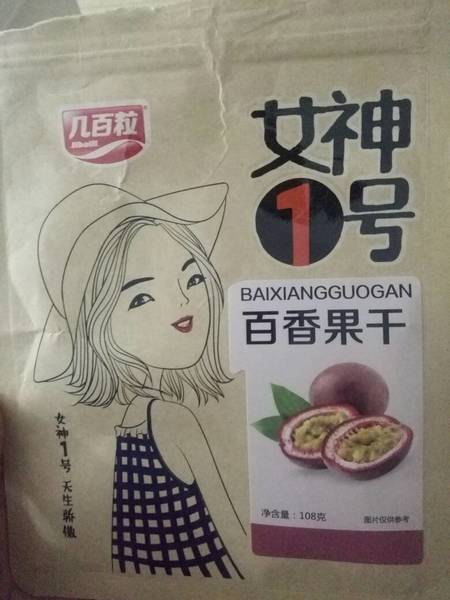 几百粒
Jibaili
女神
1号
BAIXIANGGUOGAN
百香果干
女神1号 天生骄傲
净含量：108克
图片仅供参考